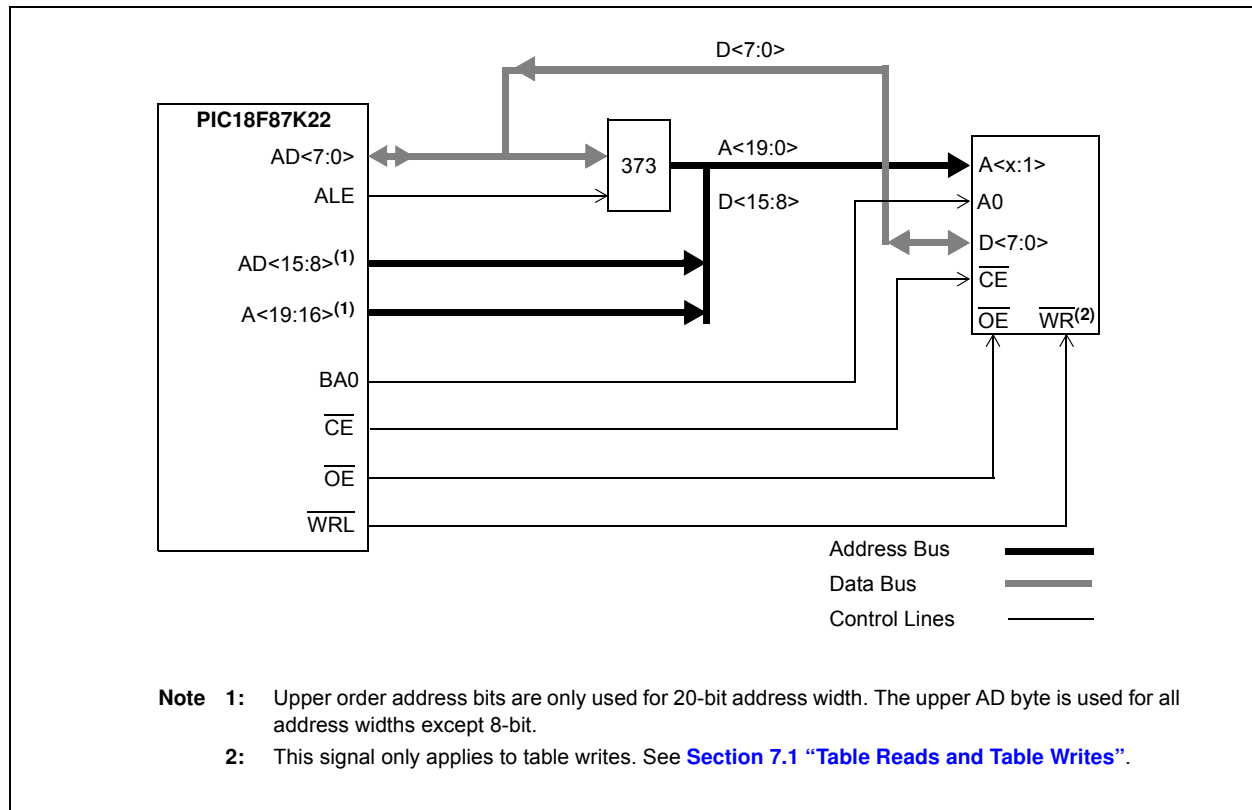 D<7:0>
PIC18F87K22
AD<7:0>
373
A<19:0>
A<x:1>
ALE
D<15:8>
A0
AD<15:8>(1)
D<7:0>
CE
A<19:16>(1)
OE WR(2)
BA0
CE
OE
WRL
Address Bus
Data Bus
Control Lines
Note 1: Upper order address bits are only used for 20-bit address width. The upper AD byte is used for all
address widths except 8-bit.
2: This signal only applies to table writes. See Section 7.1 “Table Reads and Table Writes”.